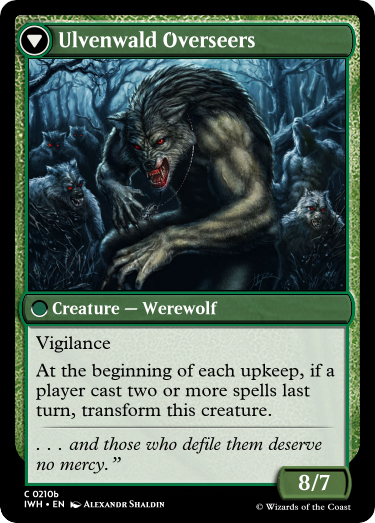 Ulvenwald Overseers
Creature — Werewolf
Vigilance
At the beginning of each upkeep, if a
player cast two or more spells last
turn, transform this creature.
. . . and those who defile them deserve
no mercy.”
8/7
C 0210b
IWH • EN Alexandr Shaldin
© Wizards of the Coast